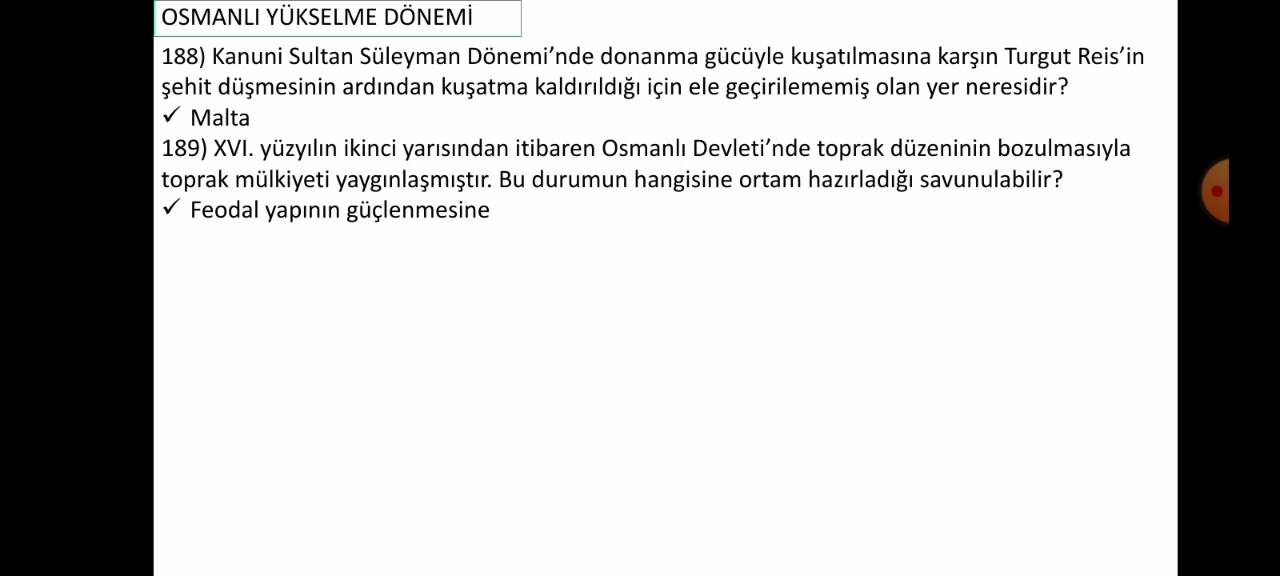 OSMANLI YÜKSELME DÖNEMİ
188) Kanuni Sultan Süleyman Dönemi’nde donanma gücüyle kuşatılmasına karşın Turgut Reis’in
şehit düşmesinin ardından kuşatma kaldırıldığı için ele geçirilememiş olan yer neresidir?
✓ Malta
189) XVI. yüzyılın ikinci yarısından itibaren Osmanlı Devleti’nde toprak düzeninin bozulmasıyla
toprak mülkiyeti yaygınlaşmıştır. Bu durumun hangisine ortam hazırladığı savunulabilir?
✓ Feodal yapının güçlenmesine